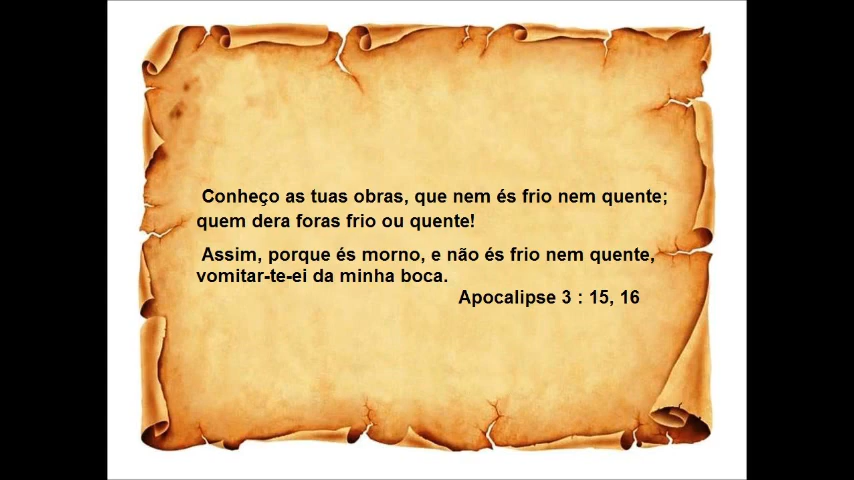 Conheço as tuas obras, que nem és frio nem quente;
quem dera foras frio ou quente!
Assim, porque és morno, e não és frio nem quente,
vomitar-te-ei da minha boca.
Apocalipse 3 : 15, 16